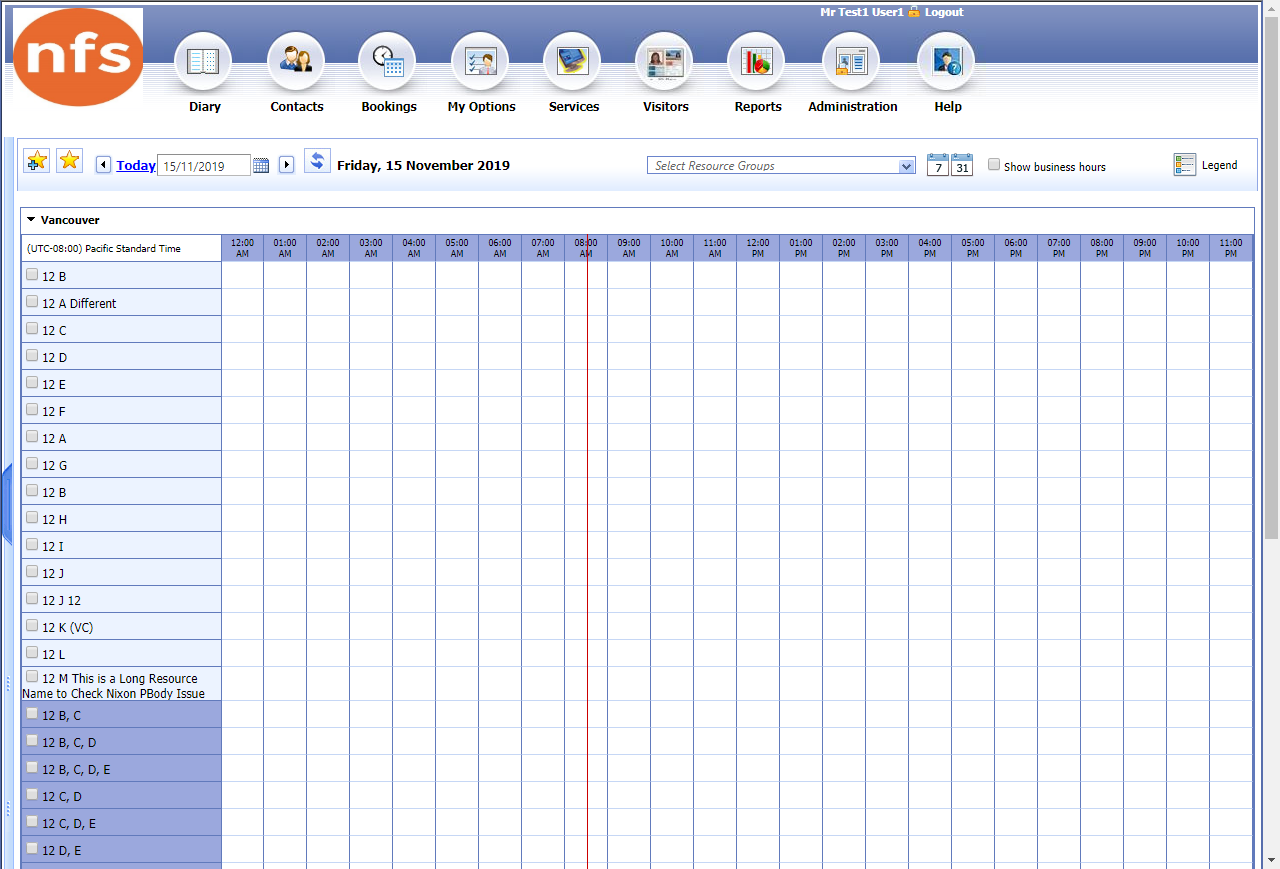 Mr Test1 User1 Logout
nfs
Diary Contacts Bookings My Options Services Visitors Reports Administration Help
Today 15/11/2019 Friday, 15 November 2019 Select Resource Groups 7 31 Show business hours Legend
Vancouver
(UTC-08:00) Pacific Standard Time
12:00 AM 01:00 AM 02:00 AM 03:00 AM 04:00 AM 05:00 AM 06:00 AM 07:00 AM 08:00 AM 09:00 AM 10:00 AM 11:00 AM 12:00 PM 01:00 PM 02:00 PM 03:00 PM 04:00 PM 05:00 PM 06:00 PM 07:00 PM 08:00 PM 09:00 PM 10:00 PM 11:00 PM
12 B
12 A Different
12 C
12 D
12 E
12 F
12 A
12 G
12 B
12 H
12 I
12 J
12 J 12
12 K (VC)
12 L
12 M This is a Long Resource
Name to Check Nixon PBody Issue
12 B, C
12 B, C, D
12 B, C, D, E
12 C, D
12 C, D, E
12 D, E